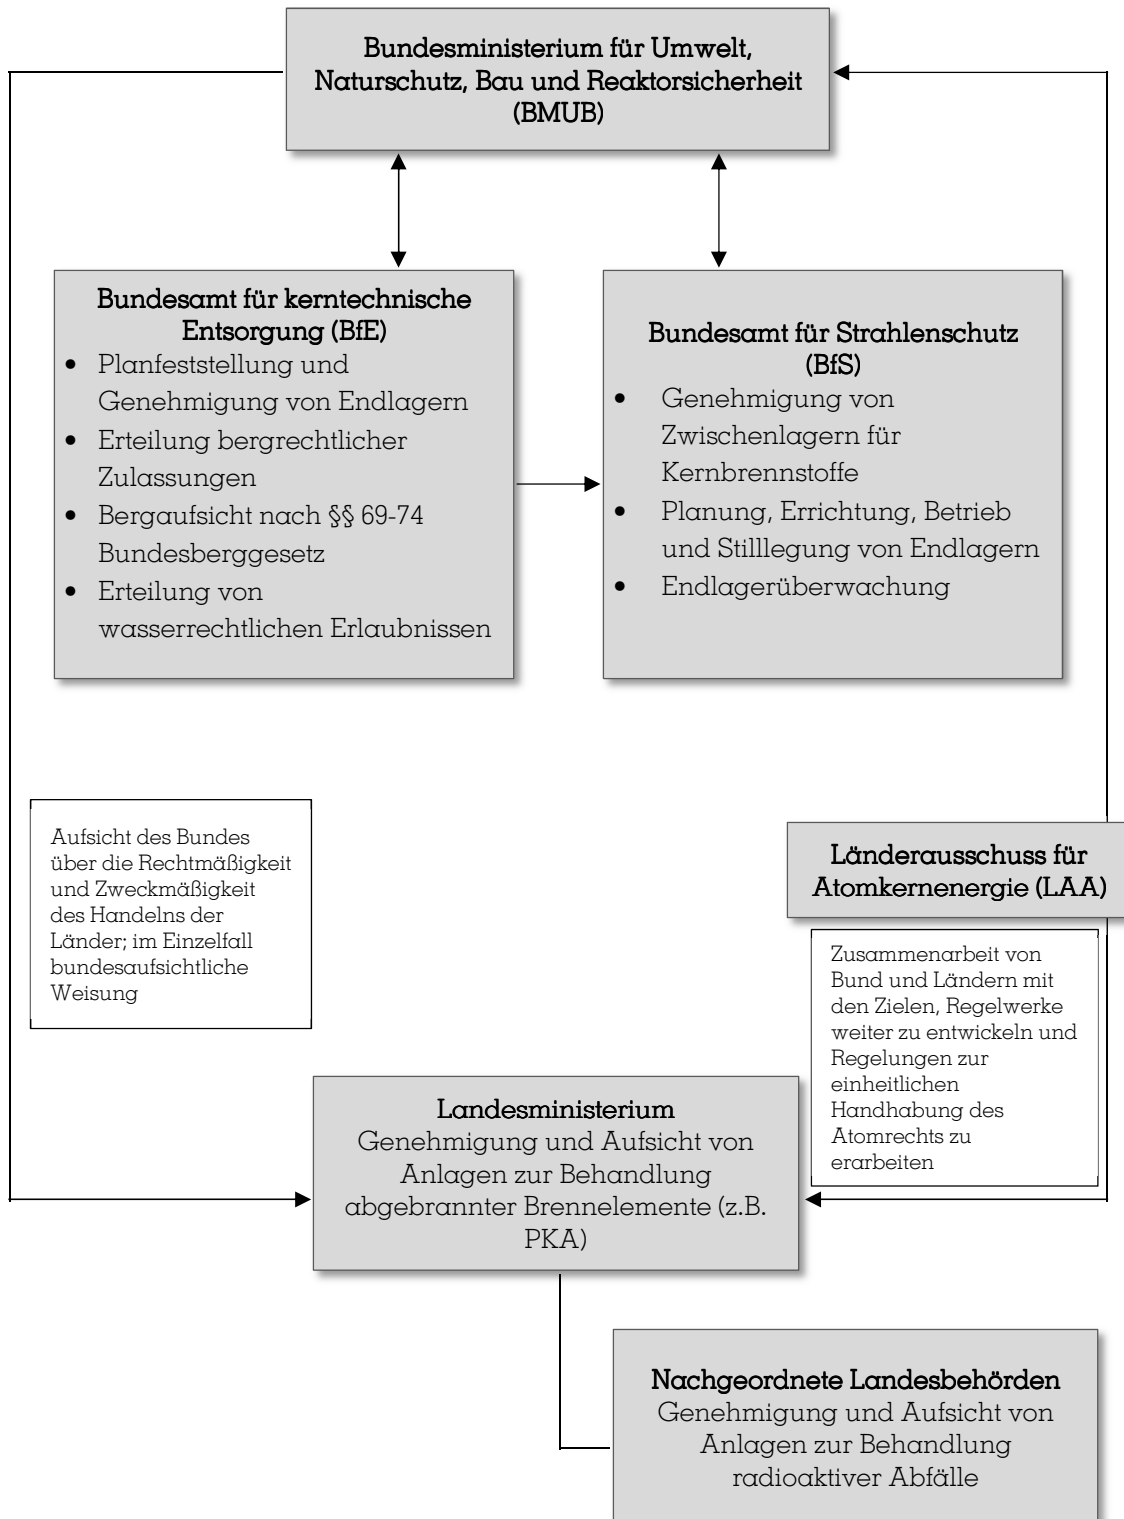 Bundesministerium für Umwelt,
Naturschutz, Bau und Reaktorsicherheit
(BMUB)
Bundesamt für kerntechnische
Entsorgung (BfE)
• Planfeststellung und
Genehmigung von Endlagern
• Erteilung bergrechtlicher
Zulassungen
• Bergaufsicht nach §§ 69-74
Bundesberggesetz
• Erteilung von
wasserrechtlichen Erlaubnissen
Bundesamt für Strahlenschutz
(BfS)
• Genehmigung von
Zwischenlagern für
Kernbrennstoffe
• Planung, Errichtung, Betrieb
und Stilllegung von Endlagern
• Endlagerüberwachung
Aufsicht des Bundes
über die Rechtmäßigkeit
und Zweckmäßigkeit
des Handelns der
Länder; im Einzelfall
bundesaufsichtliche
Weisung
Länderausschuss für
Atomkernenergie (LAA)
Zusammenarbeit von
Bund und Ländern mit
den Zielen, Regelwerke
weiter zu entwickeln und
Regelungen zur
einheitlichen
Handhabung des
Atomrechts zu
erarbeiten
Landesministerium
Genehmigung und Aufsicht von
Anlagen zur Behandlung
abgebrannter Brennelemente (z.B.
PKA)
Nachgeordnete Landesbehörden
Genehmigung und Aufsicht von
Anlagen zur Behandlung
radioaktiver Abfälle